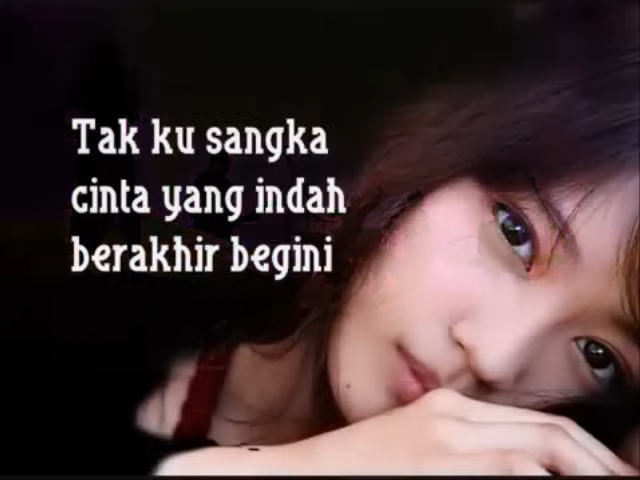 Tak ku sangka
cinta yang indah
berakhir begini